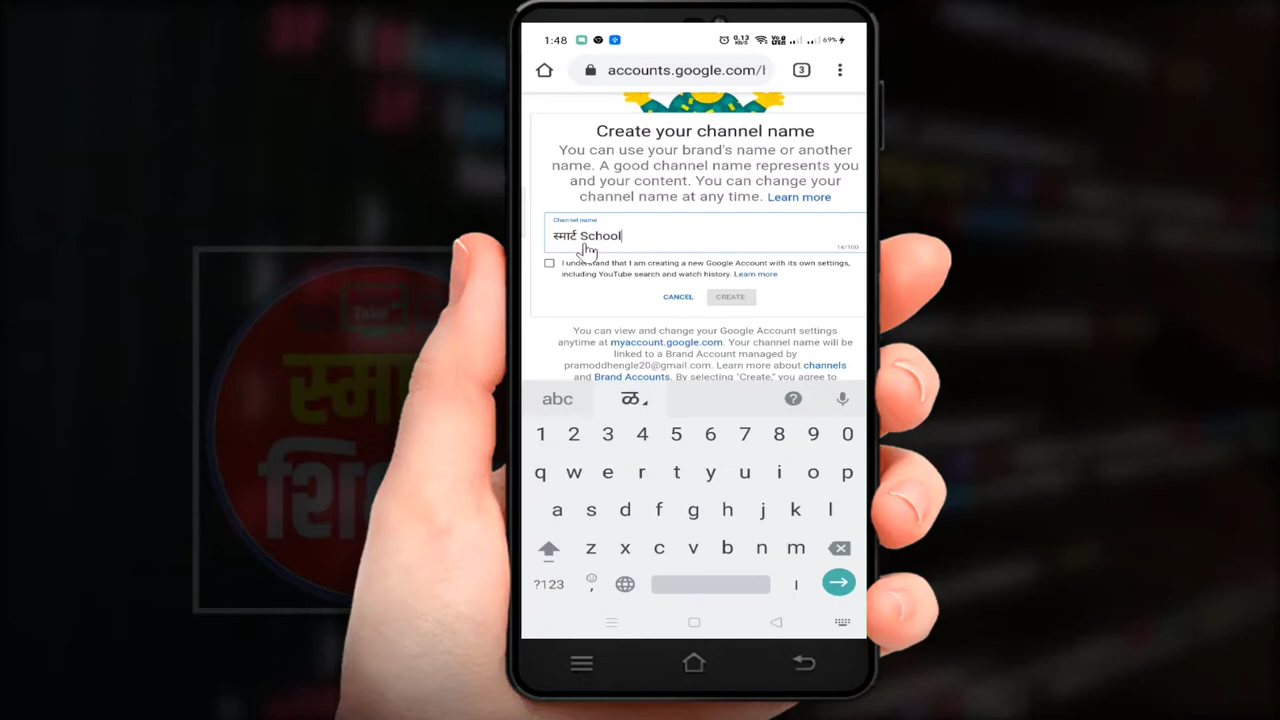 1:48
0.13
KB/s
69%
accounts.google.com/b
3
Create your channel name
You can use your brand's name or another
name. A good channel name represents you
and your content. You can change your
channel name at any time. Learn more
Channel name
स्मार्ट School
14/100
I understand that I am creating a new Google Account with its own settings,
including YouTube search and watch history. Learn more
CANCEL CREATE
You can view and change your Google Account settings
anytime at myaccount.google.com. Your channel name will be
linked to a Brand Account managed by
pramoddhengle20@gmail.com. Learn more about channels
and Brand Accounts. By selecting "Create," you agree to
abc ळ
1 2 3 4 5 6 7 8 9 0
q w e r t y u i o p
a s d f g h j k l
z x c v b n m
?123 , |